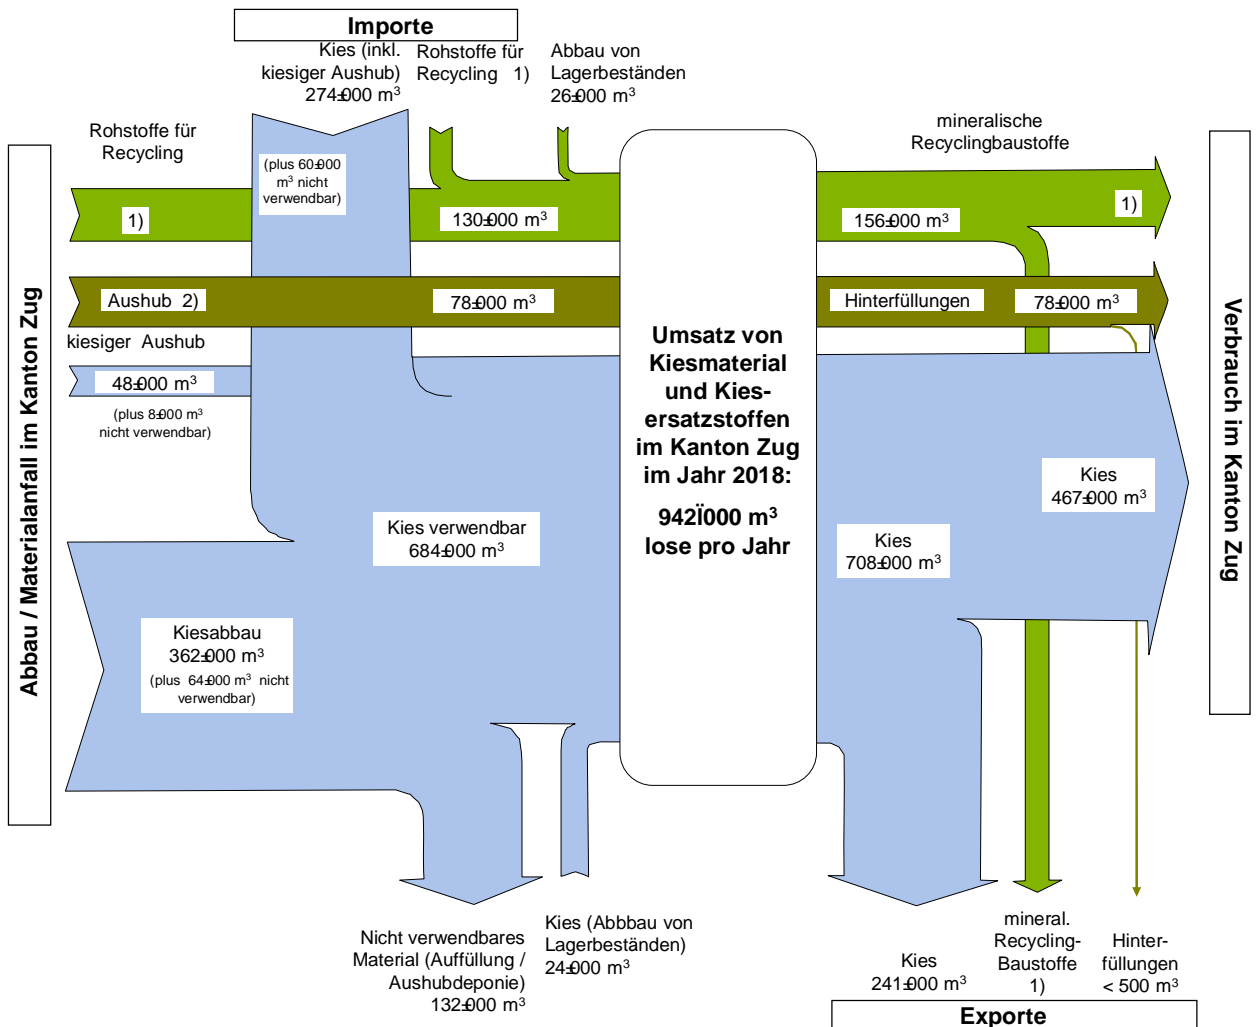 Importe
Kies (inkl.
kiesiger Aushub)
274±000 m³
Rohstoffe für
Recycling 1)
Abbau von
Lagerbeständen
26±000 m³
Rohstoffe für
Recycling
mineralische
Recyclingbaustoffe
(plus 60±000
m³ nicht
verwendbar)
1)
130±000 m³
156±000 m³
1)
Aushub 2)
78±000 m³
Hinterfüllungen
78±000 m³
kiesiger Aushub
48±000 m³
(plus 8±000 m³
nicht verwendbar)
Abbau / Materialanfall im Kanton Zug
Umsatz von
Kiesmaterial
und Kies-
ersatzstoffen
im Kanton Zug
im Jahr 2018:
942Ï000 m³
lose pro Jahr
Verbrauch im Kanton Zug
Kies
467±000 m³
Kies verwendbar
684±000 m³
Kies
708±000 m³
Kiesabbau
362±000 m³
(plus 64±000 m³ nicht
verwendbar)
Nicht verwendbares
Material (Auffüllung /
Aushubdeponie)
132±000 m³
Kies (Abbbau von
Lagerbeständen)
24±000 m³
Kies
241±000 m³
mineral.
Recycling-
Baustoffe
1)
Hinter-
füllungen
< 500 m³
Exporte